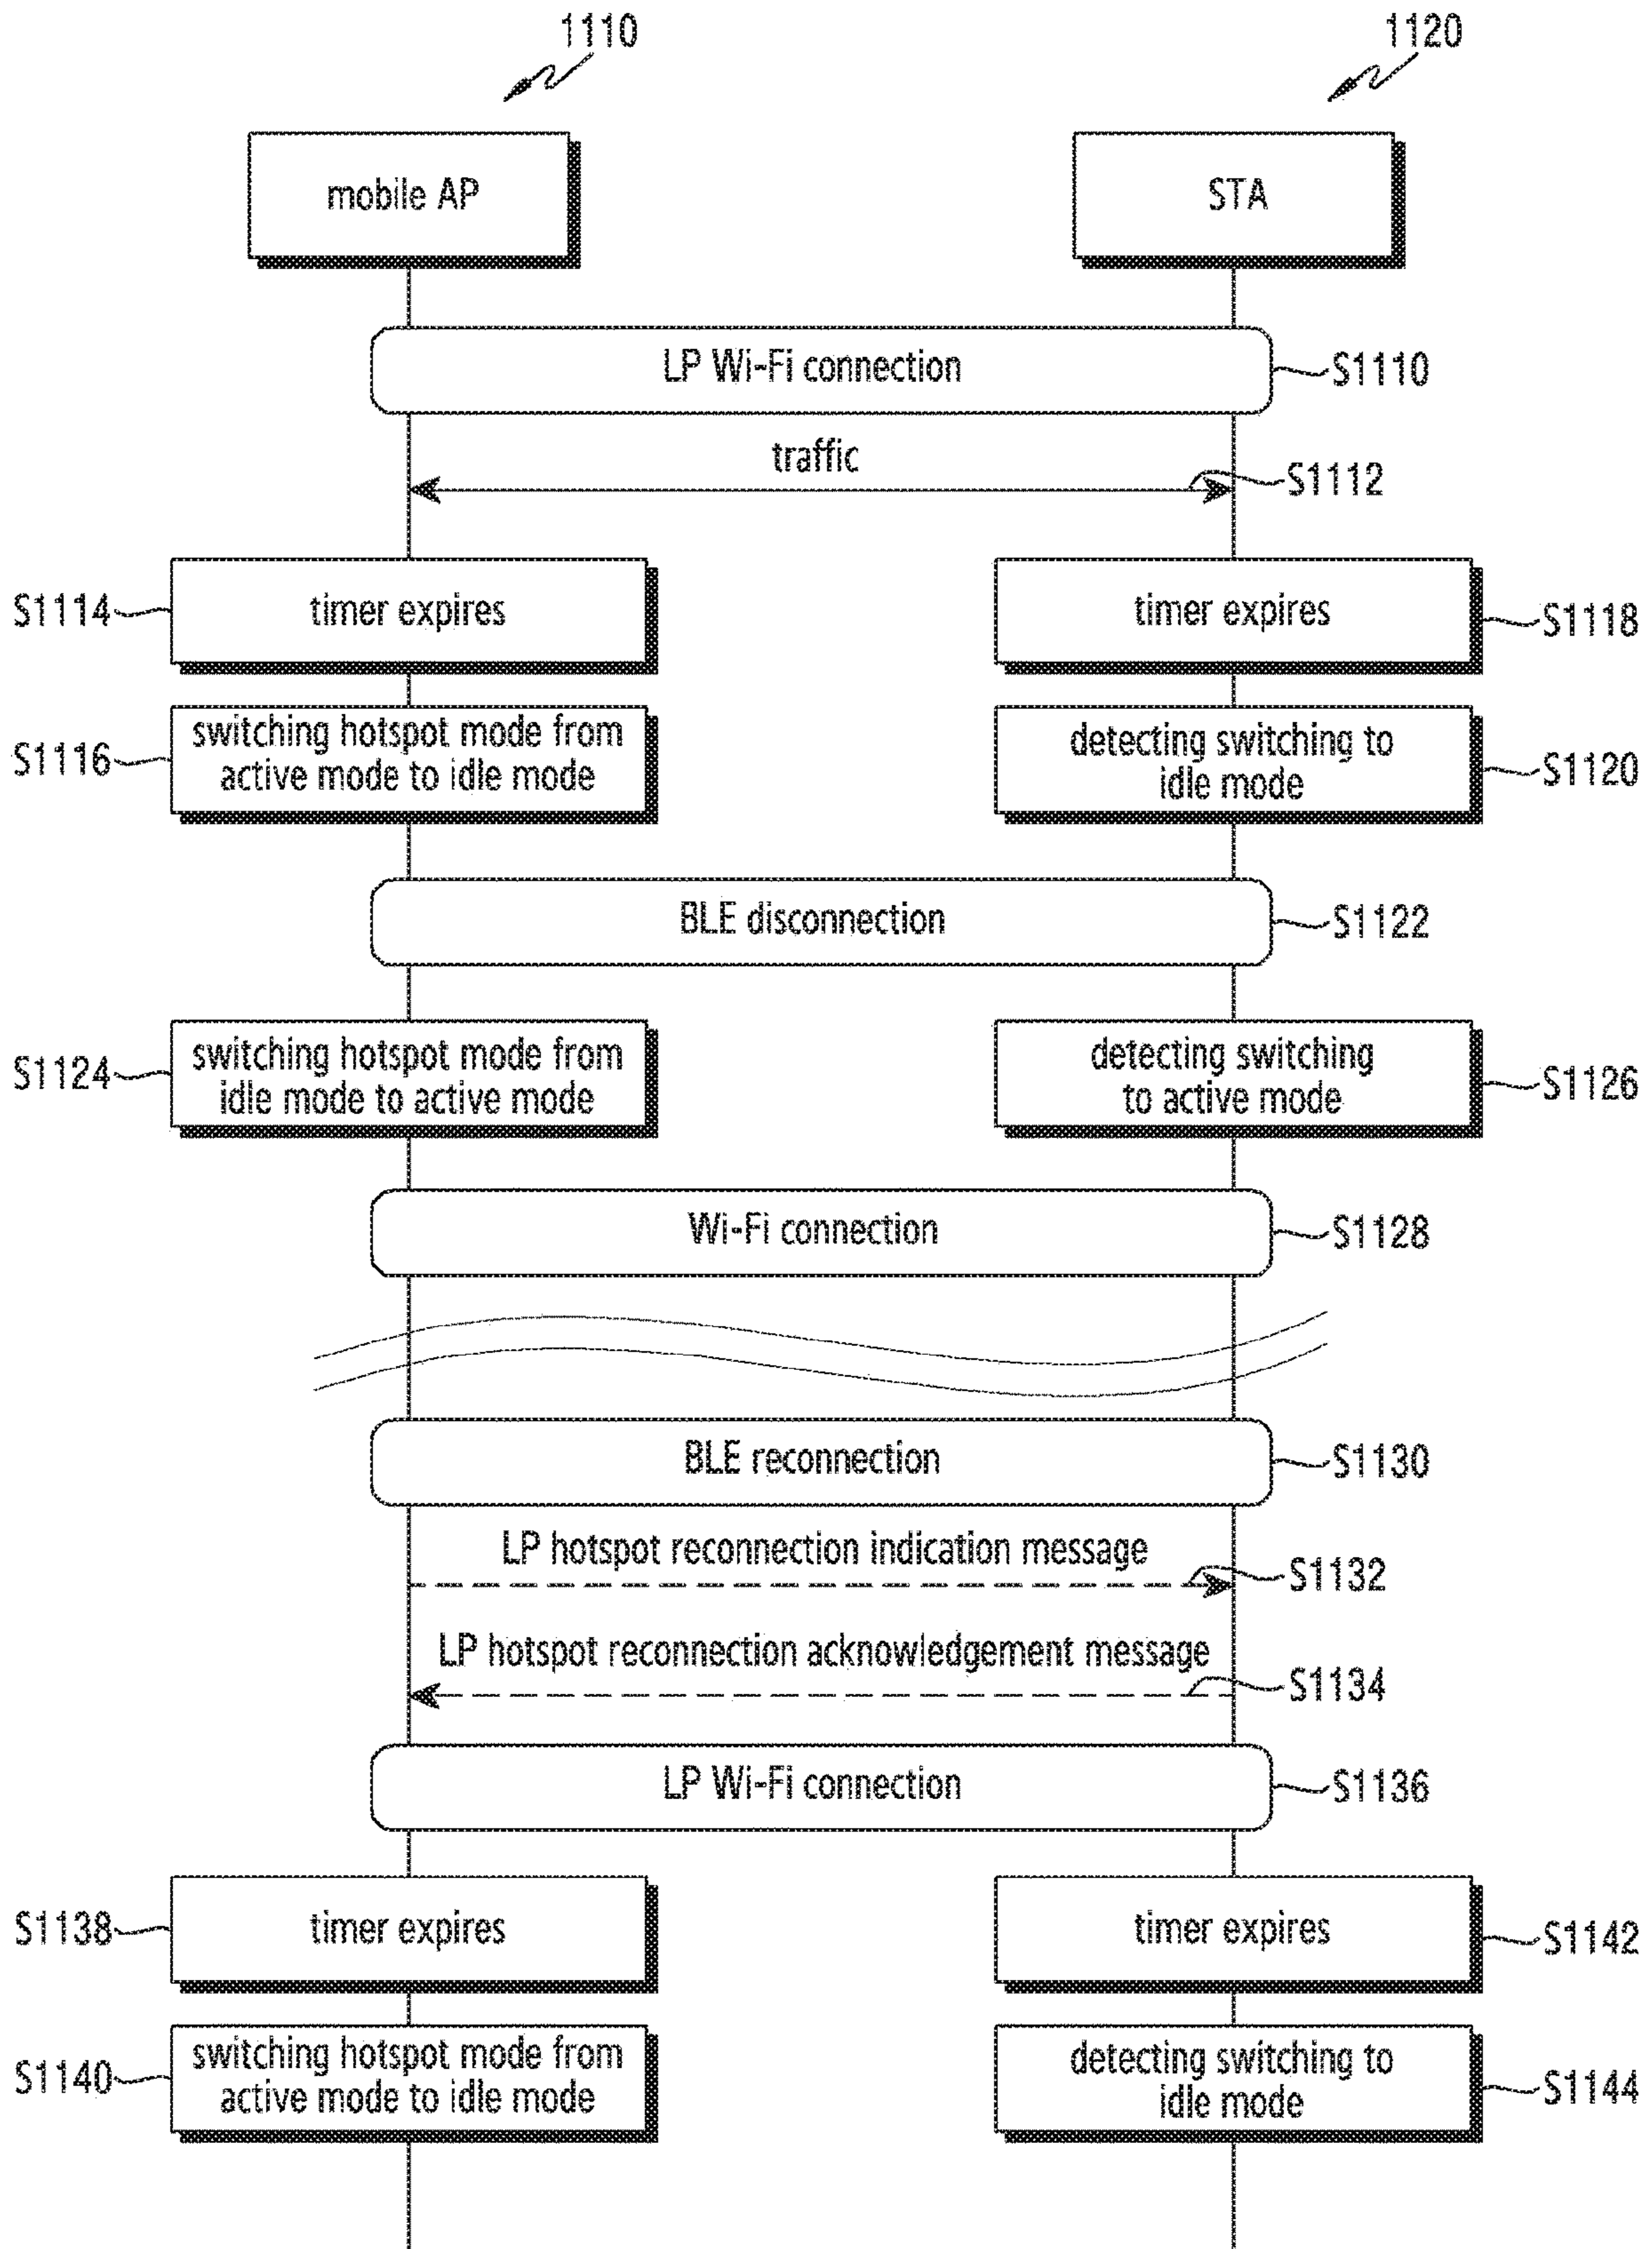 1110
1120
mobile AP
STA
LP Wi-Fi connection
S1110
traffic
S1112
S1114
timer expires
timer expires
S1118
S1116
switching hotspot mode from
active mode to idle mode
detecting switching to
idle mode
S1120
BLE disconnection
S1122
S1124
switching hotspot mode from
idle mode to active mode
detecting switching
to active mode
S1126
Wi-Fi connection
S1128
BLE reconnection
S1130
LP hotspot reconnection indication message
S1132
LP hotspot reconnection acknowledgement message
S1134
LP Wi-Fi connection
S1136
S1138
timer expires
timer expires
S1142
S1140
switching hotspot mode from
active mode to idle mode
detecting switching to
idle mode
S1144